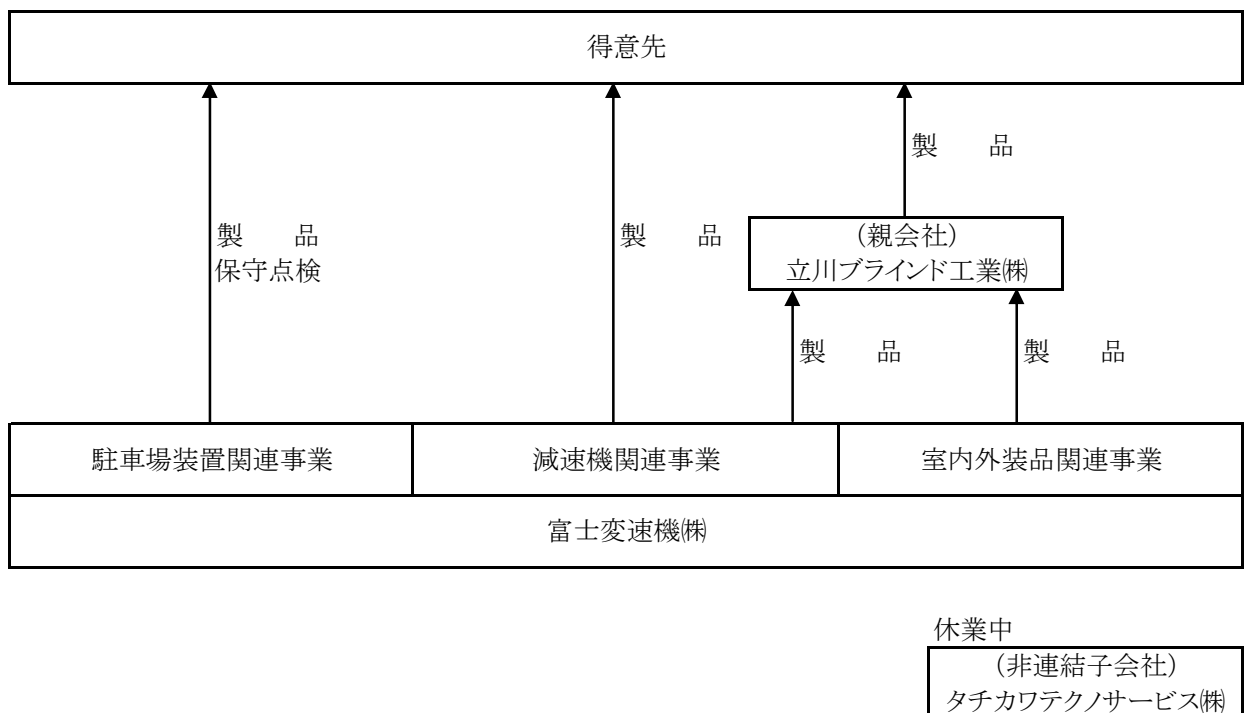 得意先
製　　品
製　　品
保守点検
製　　品
（親会社）
立川ブラインド工業㈱
製　　品
製　　品
駐車場装置関連事業
減速機関連事業
室内外装品関連事業
富士変速機㈱
休業中
（非連結子会社）
タチカワテクノサービス㈱